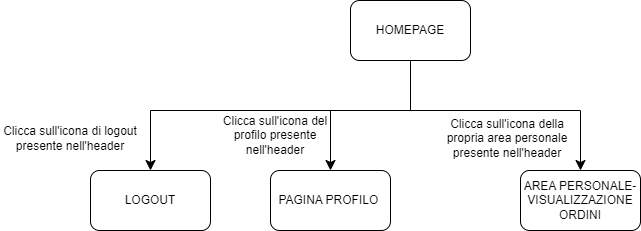 HOMEPAGE
Clicca sull'icona di logout
presente nell'header
Clicca sull'icona del
profilo presente
nell'header
Clicca sull'icona della
propria area personale
presente nell'header
LOGOUT
PAGINA PROFILO
AREA PERSONALE-
VISUALIZZAZIONE
ORDINI